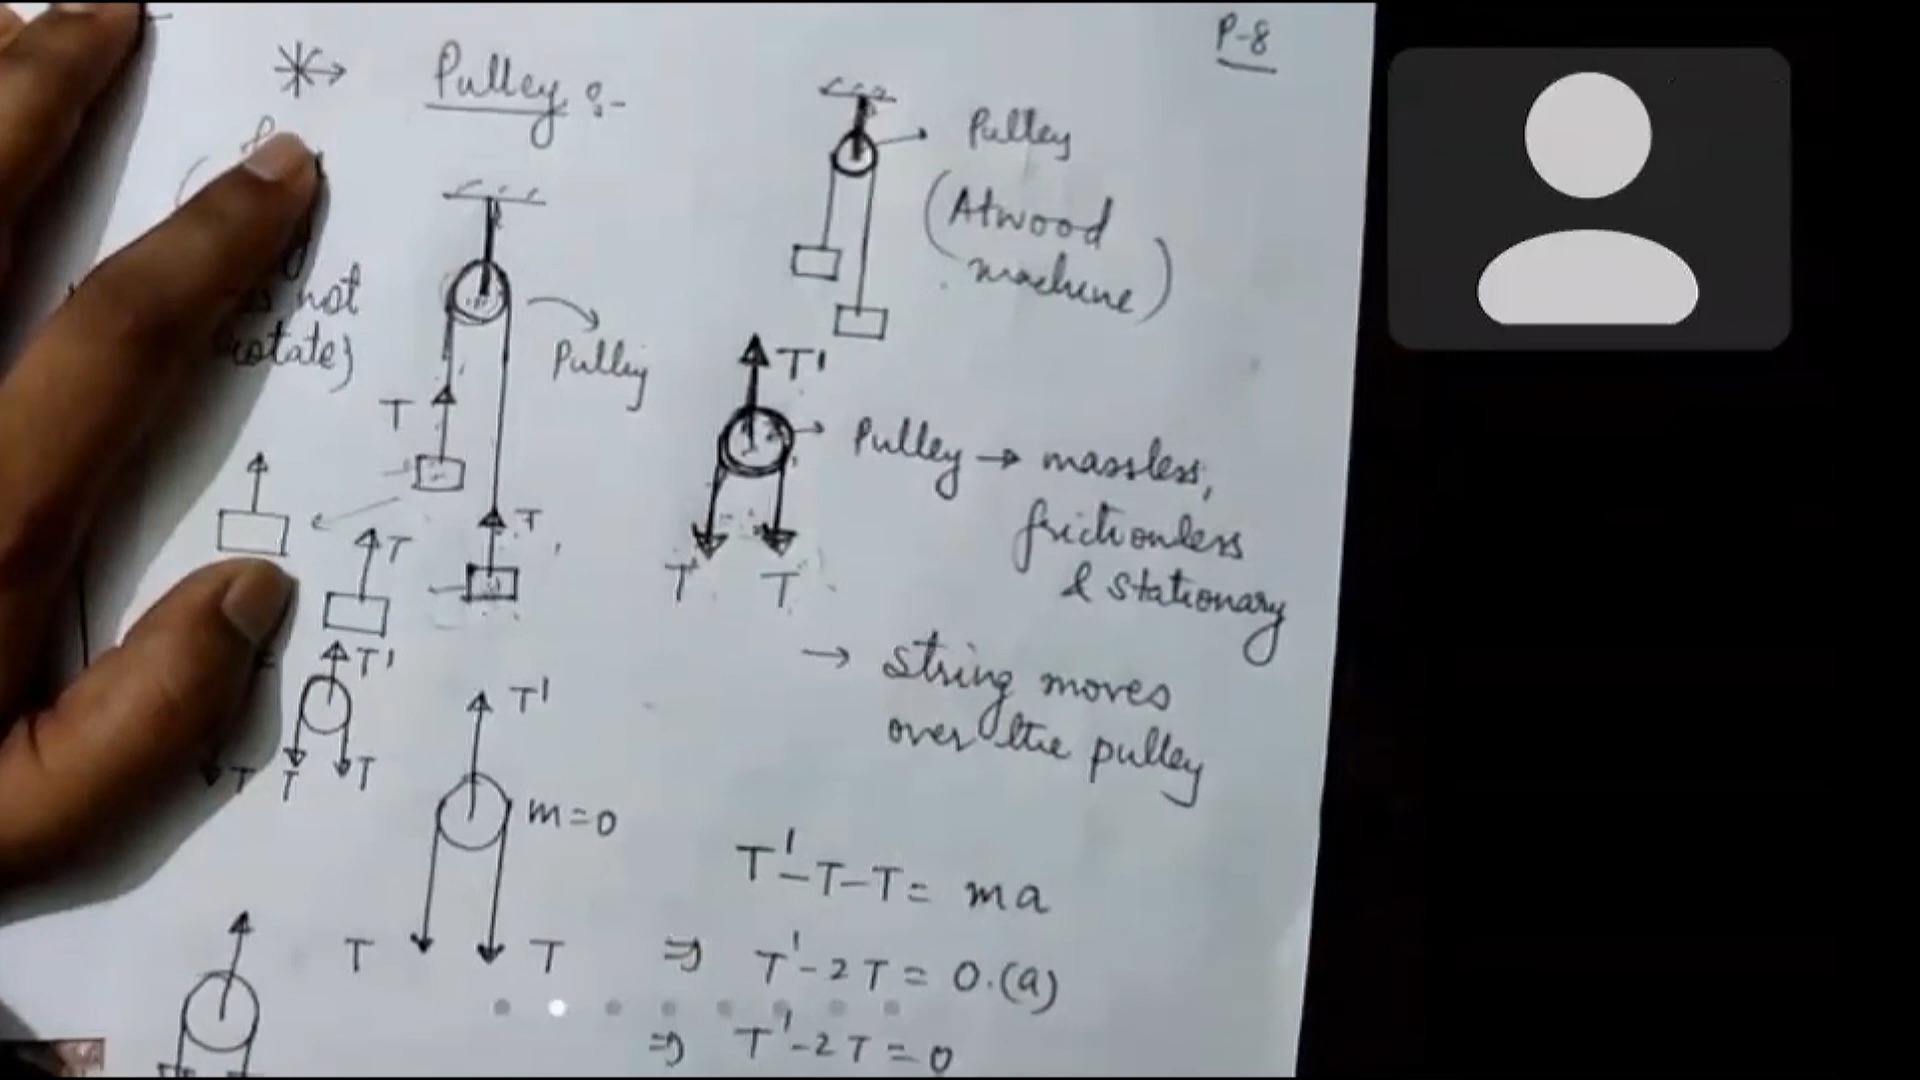 P-8
Pulley :-
Pulley
(Atwood
machine)
not
rotate)
Pulley
T
T
T
T'
Pulley → massless,
frictionless
& stationary
T
T
→ string moves
over the pulley
T'
T
T
T
T'
m=0
T
T
T'-T-T= ma
⇒ T'-2T = 0.(a)
⇒ T'-2T = 0